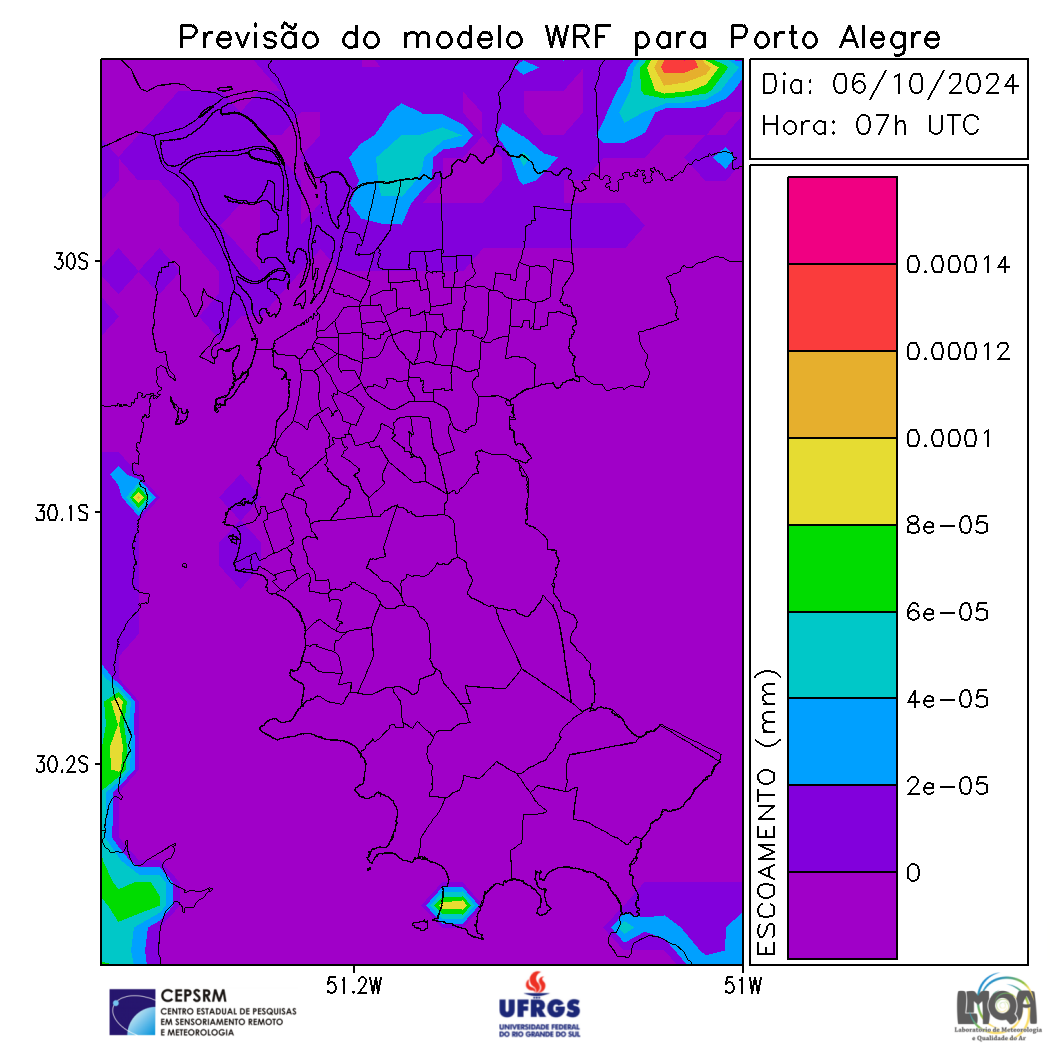 Previsão do modelo WRF para Porto Alegre
Dia: 06/10/2024
Hora: 07h UTC
30S
30.1S
30.2S
51.2W
51W
0.00014
0.00012
0.0001
8e-05
6e-05
4e-05
2e-05
0
ESCOAMENTO (mm)
CEPSRM
CENTRO ESTADUAL DE PESQUISAS
EM SENSORIAMENTO REMOTO
E METEOROLOGIA
UFRGS
UNIVERSIDADE FEDERAL
DO RIO GRANDE DO SUL
LMQA
Laboratório de Meteorologia
e Qualidade do Ar